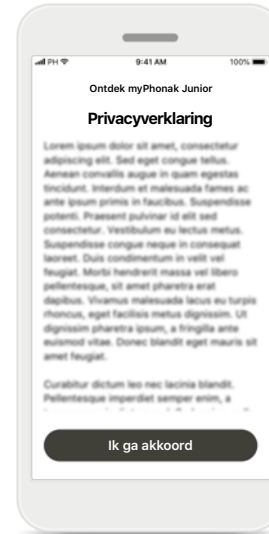 PH
9:41 AM
100%
Ontdek myPhonak Junior
Privacyverklaring
Lorem ipsum dolor sit amet, consectetur
adipiscing elit. Sed eget congue tellus.
Aenean convallis augue in quam egestas
tincidunt. Interdum et malesuada fames ac
ante ipsum primis in faucibus. Suspendisse
potenti. Praesent pulvinar id elit sed
consectetur. Vestibulum eu lectus metus.
Suspendisse congue neque in consequat
laoreet. Duis condimentum in velit vel
feugiat. Morbi hendrerit massa vel libero
pellentesque, sit amet pharetra erat
dapibus. Vivamus malesuada lacus eu turpis
rhoncus, eget facilisis metus dignissim. Ut
dignissim pharetra ipsum, a fringilla ante
euismod vitae. Donec blandit eget mauris sit
amet feugiat.
Curabitur dictum leo nec lacinia blandit.
Pellentesque imperdiet semper enim, a
Ik ga akkoord